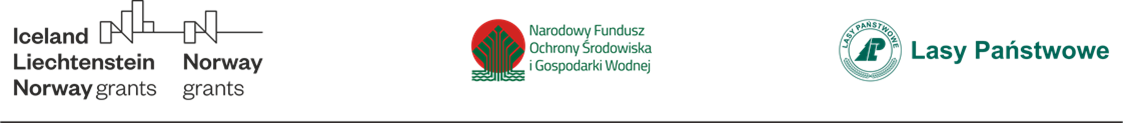 Iceland
Liechtenstein
Norway grants
Norway
grants
Narodowy Fundusz
Ochrony Środowiska
i Gospodarki Wodnej
LASY PAŃSTWOWE
Lasy Państwowe